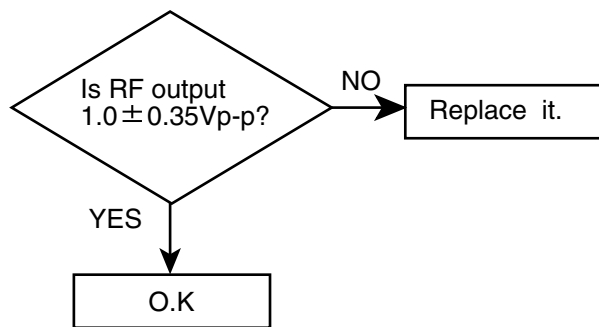 Is RF output
1.0±0.35Vp-p?
NO
Replace it.
YES
O.K